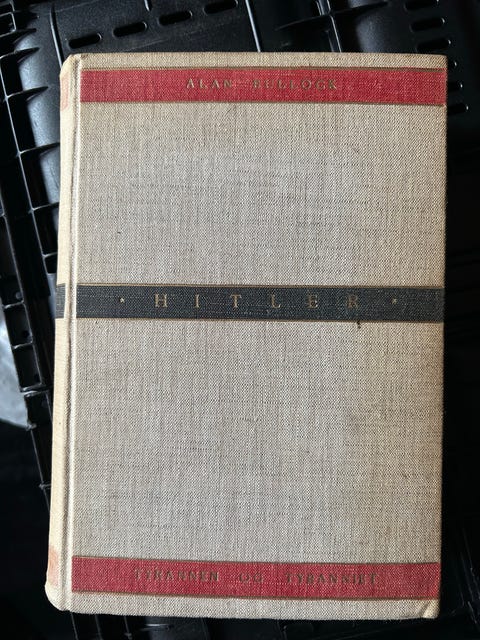 ALAN BULLOCK
· HITLER ·
TYRANNEN OG TYRANNIET